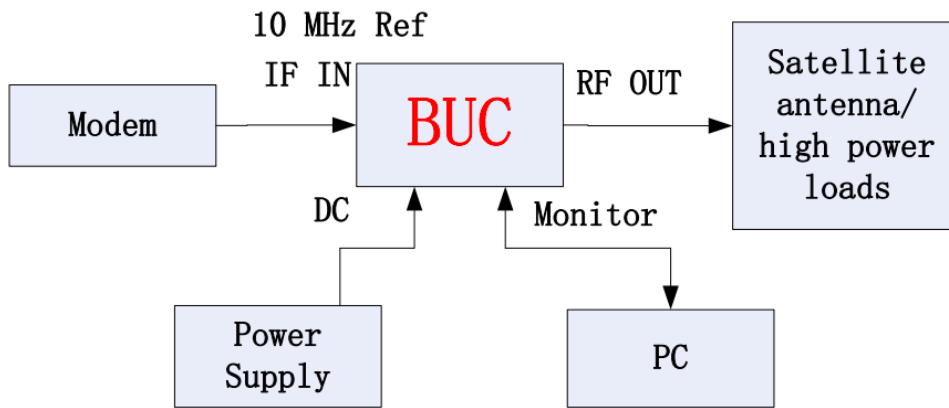 10 MHz Ref
IF IN
RF OUT
Modem
BUC
Satellite
antenna/
high power
loads
DC
Monitor
Power
Supply
PC